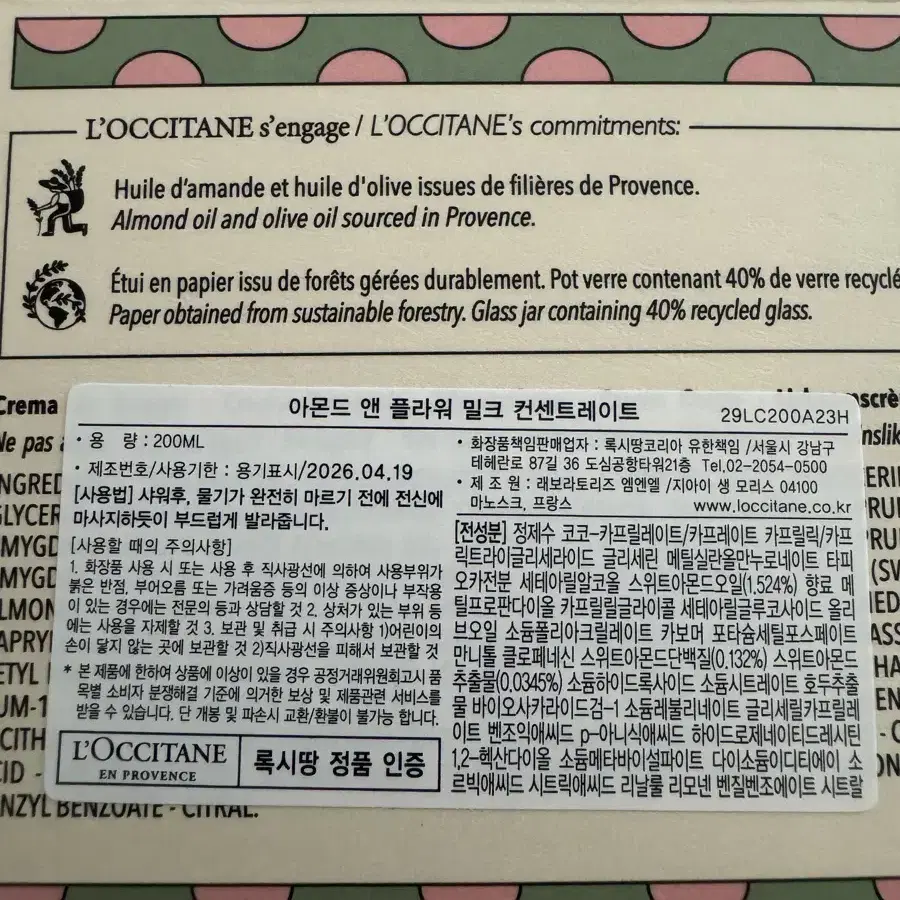 L'OCCITANE s'engage / L'OCCITANE's commitments:
Huile d'amande et huile d'olive issues de filières de Provence.
Almond oil and olive oil sourced in Provence.
Étui en papier issu de forêts gérées durablement. Pot verre contenant 40% de verre recyclé
Paper obtained from sustainable forestry. Glass jar containing 40% recycled glass.
Crema
Ne pas
아몬드 앤 플라워 밀크 컨센트레이트 29LC200A23H
· 용 량 : 200ML
· 제조번호/사용기한 : 용기표시/2026.04.19
[사용법] 샤워후, 물기가 완전히 마르기 전에 전신에
마사지하듯이 부드럽게 발라줍니다.
[사용할 때의 주의사항]
1. 화장품 사용 시 또는 사용 후 직사광선에 의하여 사용부위가
붉은 반점, 부어오름 또는 가려움증 등의 이상 증상이나 부작용
이 있는 경우에는 전문의 등과 상담할 것 2. 상처가 있는 부위 등
에는 사용을 자제할 것 3. 보관 및 취급 시 주의사항 1)어린이의
손이 닿지 않는 곳에 보관할 것 2)직사광선을 피해서 보관할 것
* 본 제품에 한하여 상품에 이상이 있을 경우 공정거래위원회고시 품
목별 소비자 분쟁해결 기준에 의거한 보상 및 제품관련 서비스를
받을 수 있습니다. 단 개봉 및 파손시 교환/환불이 불가능 합니다.
L'OCCITANE
EN PROVENCE
록시땅 정품 인증
· 화장품책임판매업자 : 록시땅코리아 유한책임 /서울시 강남구
테헤란로 87길 36 도심공항타워21층 Tel,02-2054-0500
· 제 조 원 : 래보라토리즈 엠엔엘 /지아이 생 모리스 04100
마노스크, 프랑스 www.loccitane.co.kr
[전성분] 정제수 코코-카프릴레이트/카프레이트 카프릴릭/카프
릭트라이글리세라이드 글리세린 메틸실란올만누로네이트 타피
오카전분 세테아릴알코올 스위트아몬드오일(1.524%) 향료 메
틸프로판다이올 카프릴릴글라이콜 세테아릴글루코사이드 올리
브오일 소듐폴리아크릴레이트 카보머 포타슘세틸포스페이트
만니톨 클로페네신 스위트아몬드단백질(0.132%) 스위트아몬드
추출물(0.0345%) 소듐하이드록사이드 소듐시트레이트 호두추출
물 바이오사카라이드검-1 소듐레불리네이트 글리세릴카프릴레
이트 벤조익애씨드 p-아니식애씨드 하이드로제네이티드레시틴
1,2-헥산다이올 소듐메타바이설파이트 다이소듐이디티에이 소
르빅애씨드 시트릭애씨드 리날룰 리모넨 벤질벤조에이트 시트랄
NZYL BENZOATE - CITRAL.